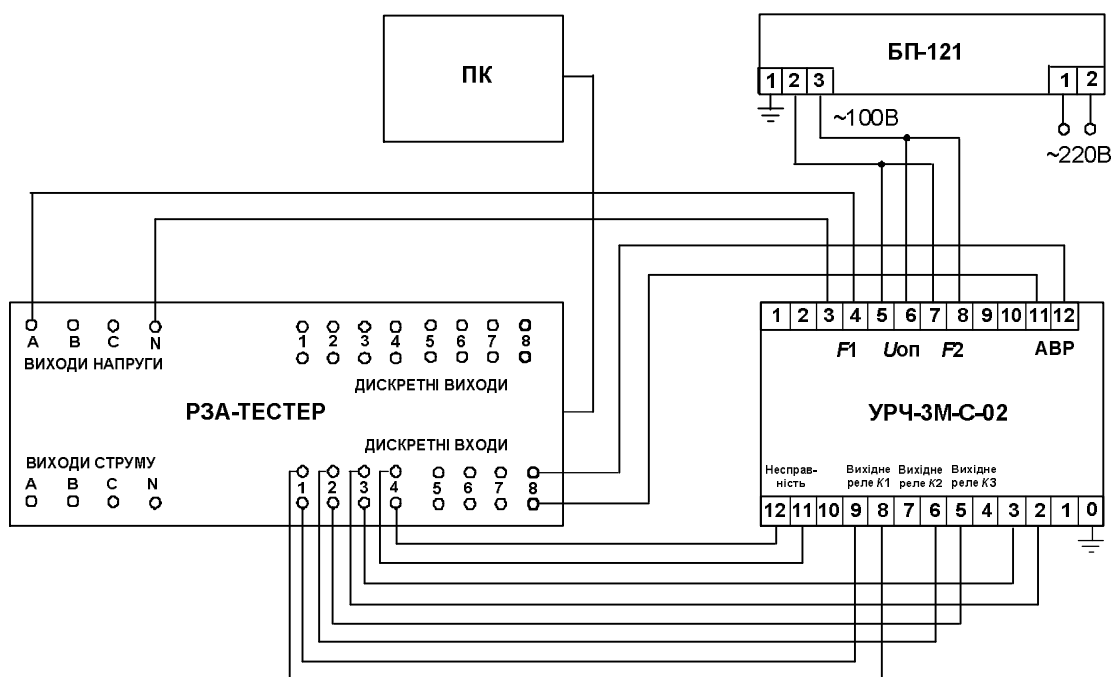 ПК
БП-121
1 2 3
1 2
~100В
~220В
1 2 3 4 5 6 7 8
A B C N
ВИХОДИ НАПРУГИ
ДИСКРЕТНІ ВИХОДИ
РЗА-ТЕСТЕР
ДИСКРЕТНІ ВХОДИ
ВИХОДИ СТРУМУ
A B C N
1 2 3 4 5 6 7 8
1 2 3 4 5 6 7 8 9 10 11 12
F1 Uоп F2 АВР
УРЧ-3М-С-02
Несправ- Вихідне Вихідне Вихідне
ність реле К1 реле К2 реле К3
12 11 10 9 8 7 6 5 4 3 2 1 0